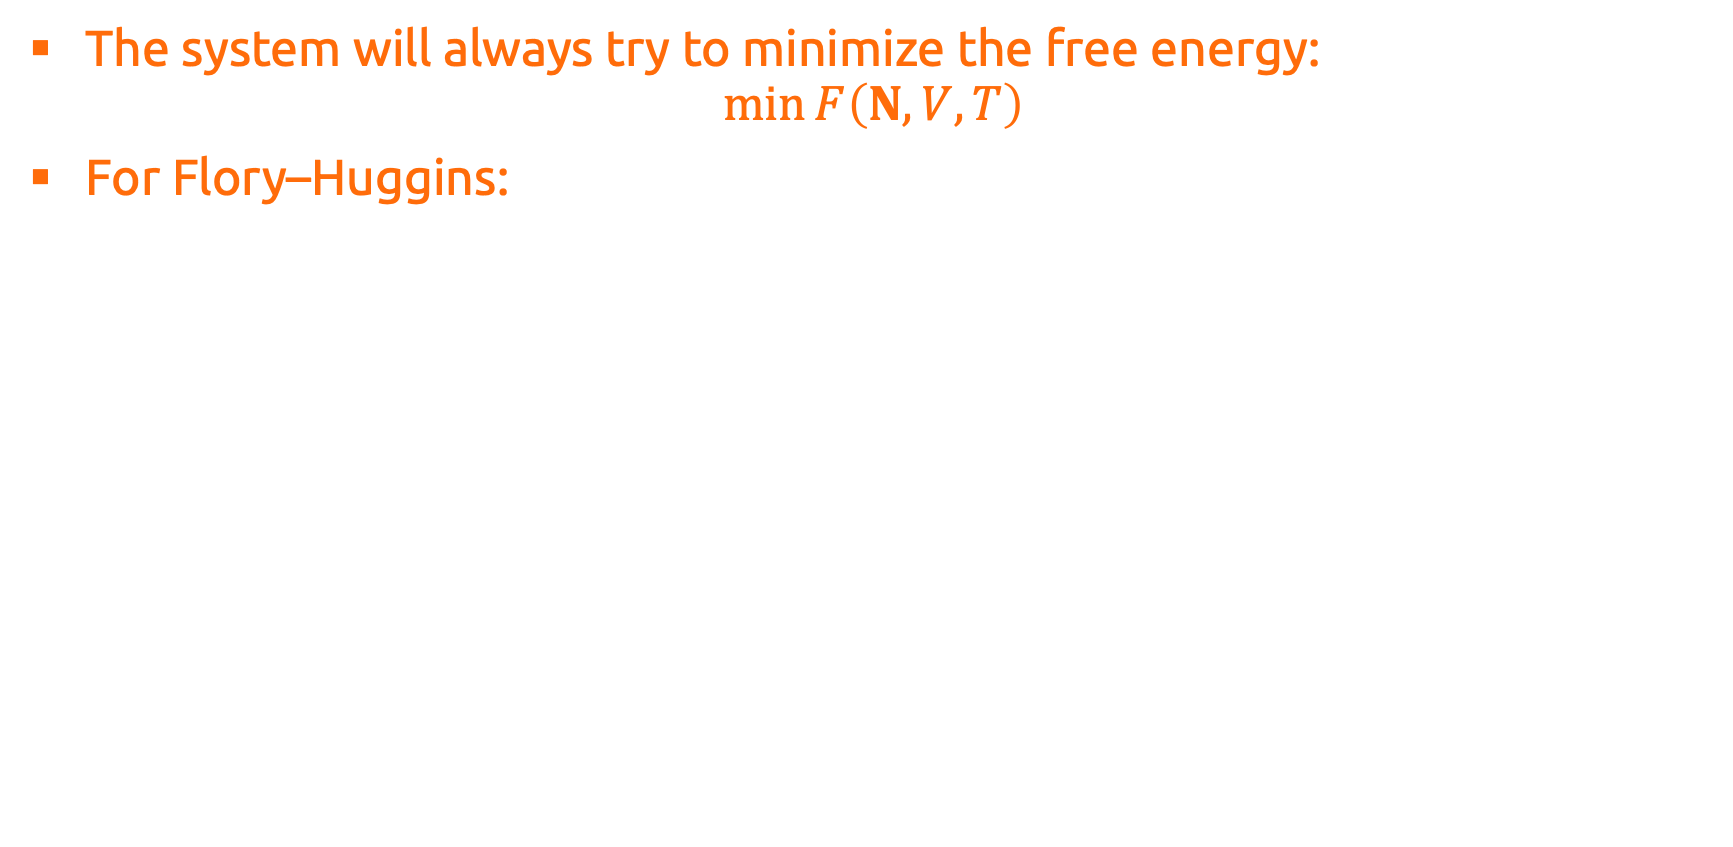 ▪ The system will always try to minimize the free energy:
min F(N, V, T)
▪ For Flory–Huggins: